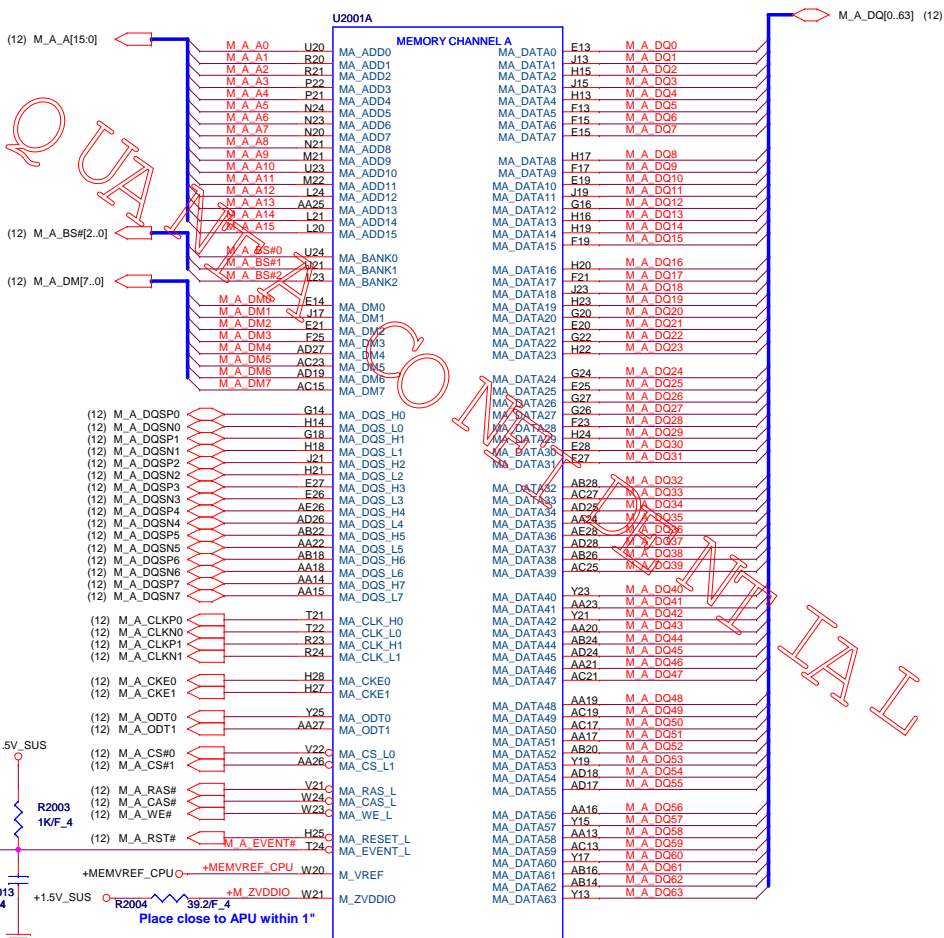 U2001A
MEMORY CHANNEL A
(12) M_A_A[15:0]
M_A_DQ[0..63] (12)
M_A_A0 U20 MA_ADD0
M_A_A1 R20 MA_ADD1
M_A_A2 R21 MA_ADD2
M_A_A3 P22 MA_ADD3
M_A_A4 P21 MA_ADD4
M_A_A5 N24 MA_ADD5
M_A_A6 N23 MA_ADD6
M_A_A7 N20 MA_ADD7
M_A_A8 N21 MA_ADD8
M_A_A9 M21 MA_ADD9
M_A_A10 U23 MA_ADD10
M_A_A11 M22 MA_ADD11
M_A_A12 L24 MA_ADD12
M_A_A13 AA25 MA_ADD13
M_A_A14 L21 MA_ADD14
M_A_A15 L20 MA_ADD15
(12) M_A_BS#[2..0]
M_A_BS#0 U24 MA_BANK0
M_A_BS#1 U21 MA_BANK1
M_A_BS#2 L23 MA_BANK2
(12) M_A_DM[7..0]
M_A_DM0 E14 MA_DM0
M_A_DM1 J17 MA_DM1
M_A_DM2 E21 MA_DM2
M_A_DM3 F25 MA_DM3
M_A_DM4 AD27 MA_DM4
M_A_DM5 AC23 MA_DM5
M_A_DM6 AD19 MA_DM6
M_A_DM7 AC15 MA_DM7
(12) M_A_DQSP0 G14 MA_DQS_H0
(12) M_A_DQSN0 H14 MA_DQS_L0
(12) M_A_DQSP1 G18 MA_DQS_H1
(12) M_A_DQSN1 H18 MA_DQS_L1
(12) M_A_DQSP2 J21 MA_DQS_H2
(12) M_A_DQSN2 H21 MA_DQS_L2
(12) M_A_DQSP3 E27 MA_DQS_H3
(12) M_A_DQSN3 E26 MA_DQS_L3
(12) M_A_DQSP4 AE26 MA_DQS_H4
(12) M_A_DQSN4 AD26 MA_DQS_L4
(12) M_A_DQSP5 AB22 MA_DQS_H5
(12) M_A_DQSN5 AA22 MA_DQS_L5
(12) M_A_DQSP6 AB18 MA_DQS_H6
(12) M_A_DQSN6 AA18 MA_DQS_L6
(12) M_A_DQSP7 AA14 MA_DQS_H7
(12) M_A_DQSN7 AA15 MA_DQS_L7
(12) M_A_CLKP0 T21 MA_CLK_H0
(12) M_A_CLKN0 T22 MA_CLK_L0
(12) M_A_CLKP1 R23 MA_CLK_H1
(12) M_A_CLKN1 R24 MA_CLK_L1
(12) M_A_CKE0 H28 MA_CKE0
(12) M_A_CKE1 H27 MA_CKE1
(12) M_A_ODT0 Y25 MA_ODT0
(12) M_A_ODT1 AA27 MA_ODT1
(12) M_A_CS#0 V22 MA_CS_L0
(12) M_A_CS#1 AA26 MA_CS_L1
(12) M_A_RAS# V21 MA_RAS_L
(12) M_A_CAS# W24 MA_CAS_L
(12) M_A_WE# W23 MA_WE_L
(12) M_A_RST# H25 MA_RESET_L
M_A_EVENT# T24 MA_EVENT_L
+MEMVREF_CPU +MEMVREF_CPU W20 M_VREF
+1.5V_SUS R2004 39.2/F_4 +M_ZVDDIO W21 M_ZVDDIO
Place close to APU within 1"
.5V_SUS
R2003
1K/F_4
013
4
MA_DATA0 E13 M_A_DQ0
MA_DATA1 J13 M_A_DQ1
MA_DATA2 H15 M_A_DQ2
MA_DATA3 J15 M_A_DQ3
MA_DATA4 H13 M_A_DQ4
MA_DATA5 F13 M_A_DQ5
MA_DATA6 F15 M_A_DQ6
MA_DATA7 E15 M_A_DQ7
MA_DATA8 H17 M_A_DQ8
MA_DATA9 F17 M_A_DQ9
MA_DATA10 E19 M_A_DQ10
MA_DATA11 J19 M_A_DQ11
MA_DATA12 G16 M_A_DQ12
MA_DATA13 H16 M_A_DQ13
MA_DATA14 H19 M_A_DQ14
MA_DATA15 F19 M_A_DQ15
MA_DATA16 H20 M_A_DQ16
MA_DATA17 F21 M_A_DQ17
MA_DATA18 J23 M_A_DQ18
MA_DATA19 H23 M_A_DQ19
MA_DATA20 G20 M_A_DQ20
MA_DATA21 E20 M_A_DQ21
MA_DATA22 G22 M_A_DQ22
MA_DATA23 H22 M_A_DQ23
MA_DATA24 G24 M_A_DQ24
MA_DATA25 E25 M_A_DQ25
MA_DATA26 G27 M_A_DQ26
MA_DATA27 G26 M_A_DQ27
MA_DATA28 F23 M_A_DQ28
MA_DATA29 H24 M_A_DQ29
MA_DATA30 E28 M_A_DQ30
MA_DATA31 F27 M_A_DQ31
MA_DATA32 AB28 M_A_DQ32
MA_DATA33 AC27 M_A_DQ33
MA_DATA34 AD25 M_A_DQ34
MA_DATA35 AA24 M_A_DQ35
MA_DATA36 AE28 M_A_DQ36
MA_DATA37 AD28 M_A_DQ37
MA_DATA38 AB26 M_A_DQ38
MA_DATA39 AC25 M_A_DQ39
MA_DATA40 Y23 M_A_DQ40
MA_DATA41 AA23 M_A_DQ41
MA_DATA42 Y21 M_A_DQ42
MA_DATA43 AA20 M_A_DQ43
MA_DATA44 AB24 M_A_DQ44
MA_DATA45 AD24 M_A_DQ45
MA_DATA46 AA21 M_A_DQ46
MA_DATA47 AC21 M_A_DQ47
MA_DATA48 AA19 M_A_DQ48
MA_DATA49 AC19 M_A_DQ49
MA_DATA50 AC17 M_A_DQ50
MA_DATA51 AA17 M_A_DQ51
MA_DATA52 AB20 M_A_DQ52
MA_DATA53 Y19 M_A_DQ53
MA_DATA54 AD18 M_A_DQ54
MA_DATA55 AD17 M_A_DQ55
MA_DATA56 AA16 M_A_DQ56
MA_DATA57 Y15 M_A_DQ57
MA_DATA58 AA13 M_A_DQ58
MA_DATA59 AC13 M_A_DQ59
MA_DATA60 Y17 M_A_DQ60
MA_DATA61 AB16 M_A_DQ61
MA_DATA62 AB14 M_A_DQ62
MA_DATA63 Y13 M_A_DQ63
QUANTA CONFIDENTIAL